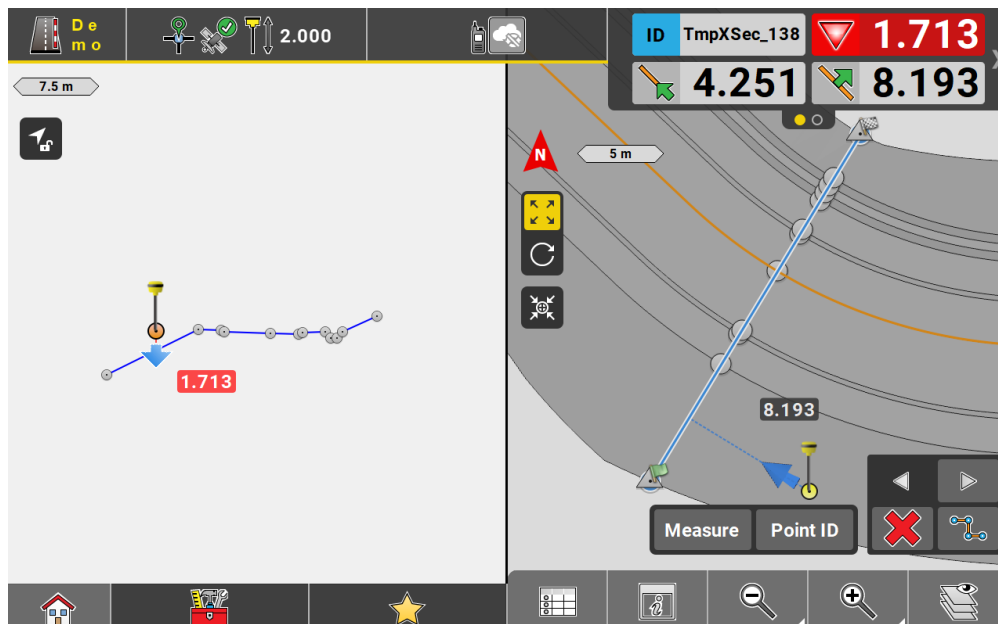 De
mo
2.000
ID TmpXSec_138 1.713
4.251 8.193
7.5 m
N
5 m
1.713
8.193
Measure Point ID